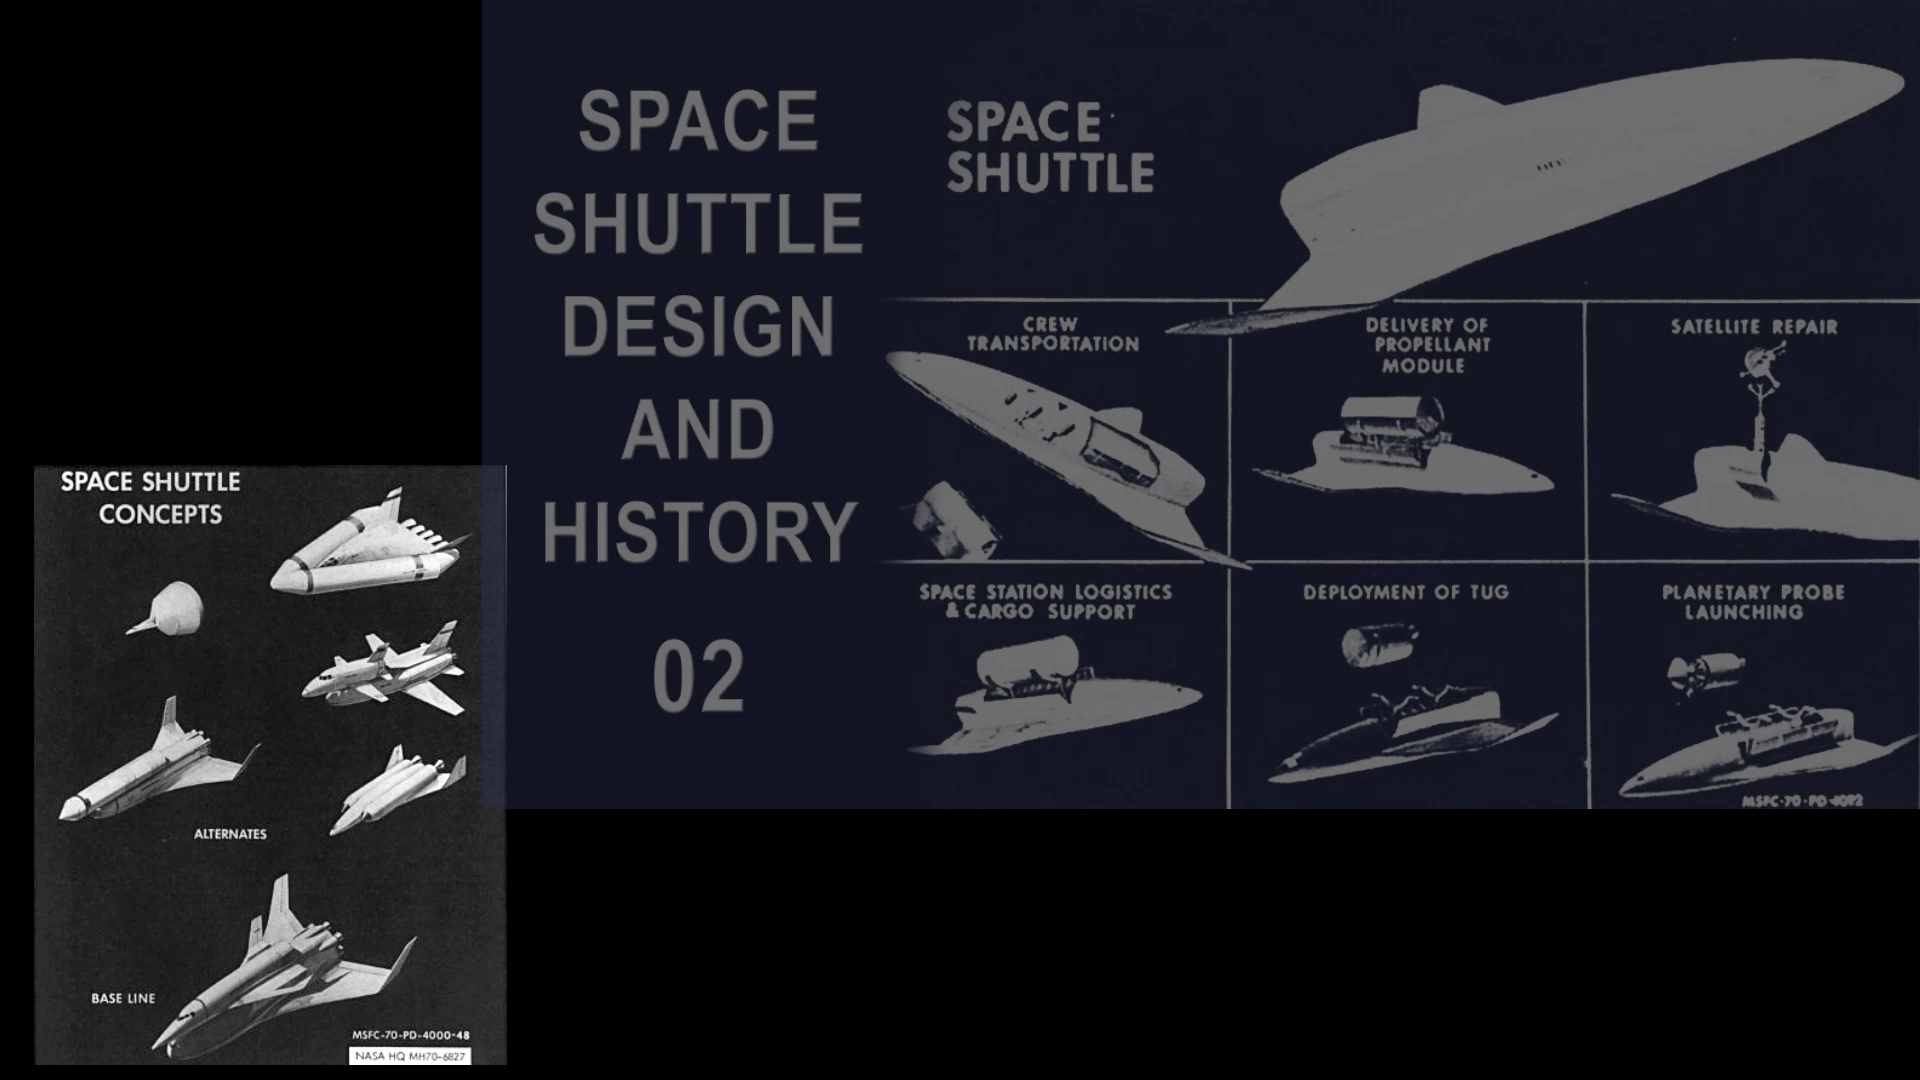 SPACE
SHUTTLE
DESIGN
AND
HISTORY
02
SPACE
SHUTTLE
CREW
TRANSPORTATION
DELIVERY OF
PROPELLANT
MODULE
SATELLITE REPAIR
SPACE STATION LOGISTICS
& CARGO SUPPORT
DEPLOYMENT OF TUG
PLANETARY PROBE
LAUNCHING
MSFC-70-PD-4092
SPACE SHUTTLE
CONCEPTS
ALTERNATES
BASE LINE
MSFC-70-PD-4000-48
NASA HQ MH70-6827